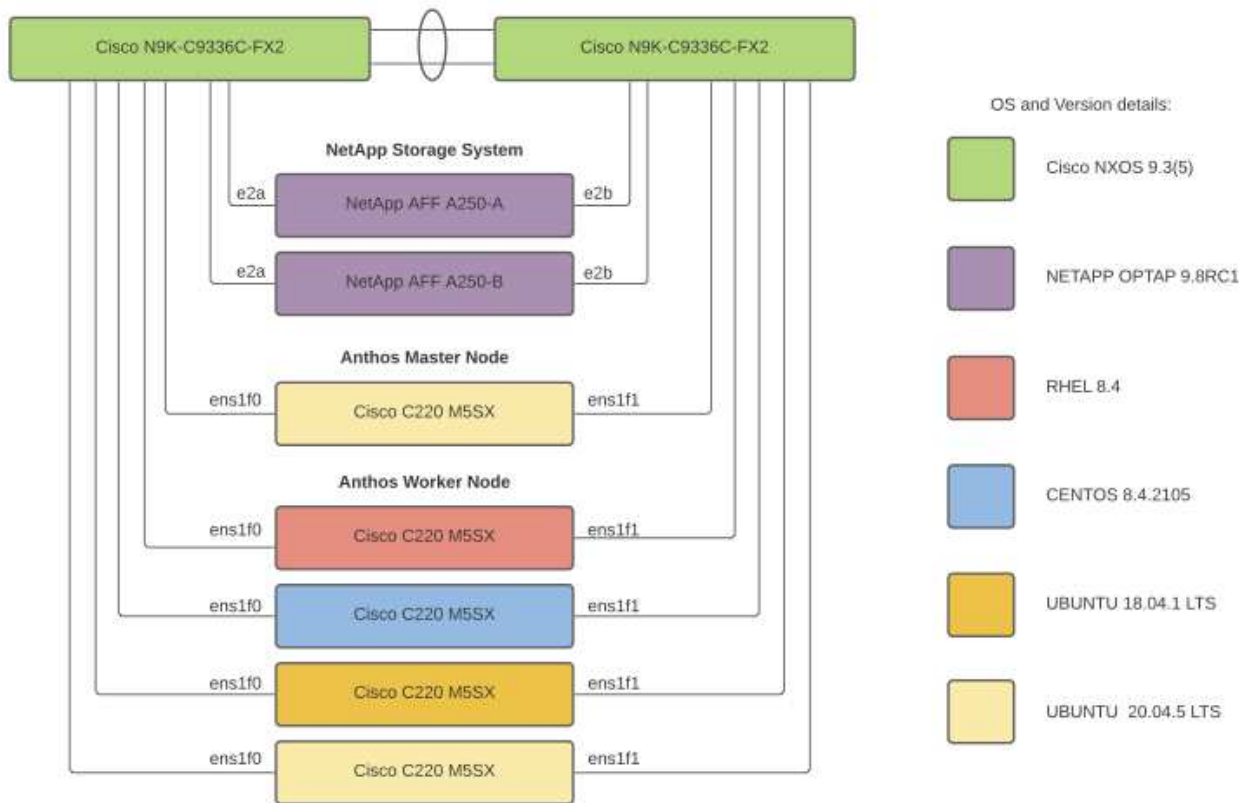 Cisco N9K-C9336C-FX2
Cisco N9K-C9336C-FX2
OS and Version details:
NetApp Storage System
e2a
NetApp AFF A250-A
e2b
e2a
NetApp AFF A250-B
e2b
Anthos Master Node
ens1f0
Cisco C220 M5SX
ens1f1
Anthos Worker Node
ens1f0
Cisco C220 M5SX
ens1f1
ens1f0
Cisco C220 M5SX
ens1f1
ens1f0
Cisco C220 M5SX
ens1f1
ens1f0
Cisco C220 M5SX
ens1f1
Cisco NXOS 9.3(5)
NETAPP OPTAP 9.8RC1
RHEL 8.4
CENTOS 8.4.2105
UBUNTU 18.04.1 LTS
UBUNTU 20.04.5 LTS